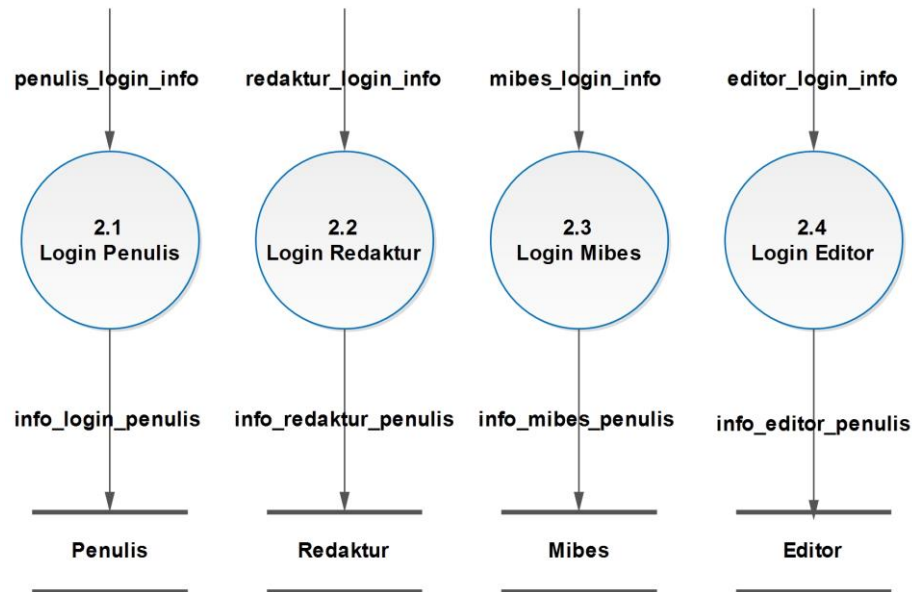 penulis_login_info
redaktur_login_info
mibes_login_info
editor_login_info
2.1
Login Penulis
2.2
Login Redaktur
2.3
Login Mibes
2.4
Login Editor
info_login_penulis
info_redaktur_penulis
info_mibes_penulis
info_editor_penulis
Penulis
Redaktur
Mibes
Editor